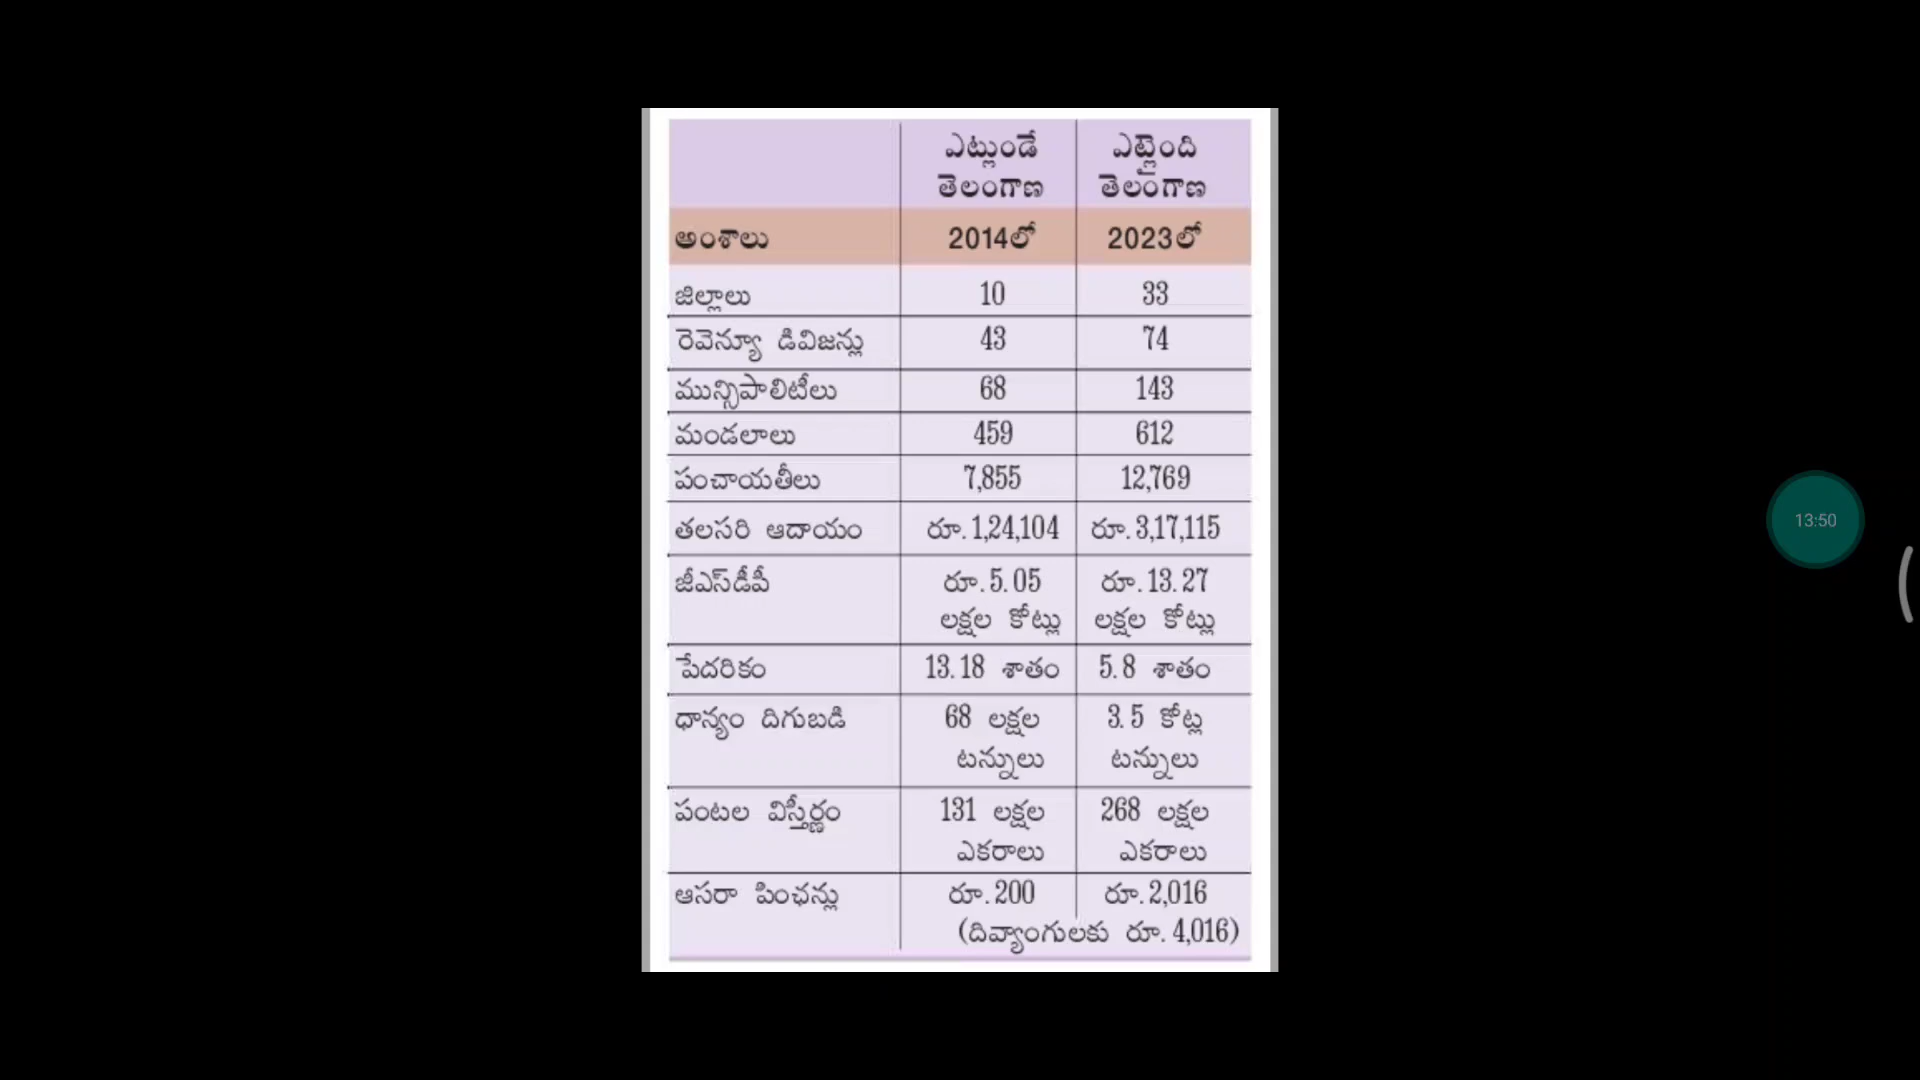 ఎట్లుండే తెలంగాణ ఎట్లైంది తెలంగాణ
అంశాలు 2014లో 2023లో
జిల్లాలు 10 33
రెవెన్యూ డివిజన్లు 43 74
మున్సిపాలిటీలు 68 143
మండలాలు 459 612
పంచాయతీలు 7,855 12,769
తలసరి ఆదాయం రూ.1,24,104 రూ.3,17,115
జీఎస్‌డీపీ రూ.5.05 లక్షల కోట్లు రూ.13.27 లక్షల కోట్లు
పేదరికం 13.18 శాతం 5.8 శాతం
ధాన్యం దిగుబడి 68 లక్షల టన్నులు 3.5 కోట్ల టన్నులు
పంటల విస్తీర్ణం 131 లక్షల ఎకరాలు 268 లక్షల ఎకరాలు
ఆసరా పింఛన్లు రూ.200 రూ.2,016
(దివ్యాంగులకు రూ. 4,016)
13:50